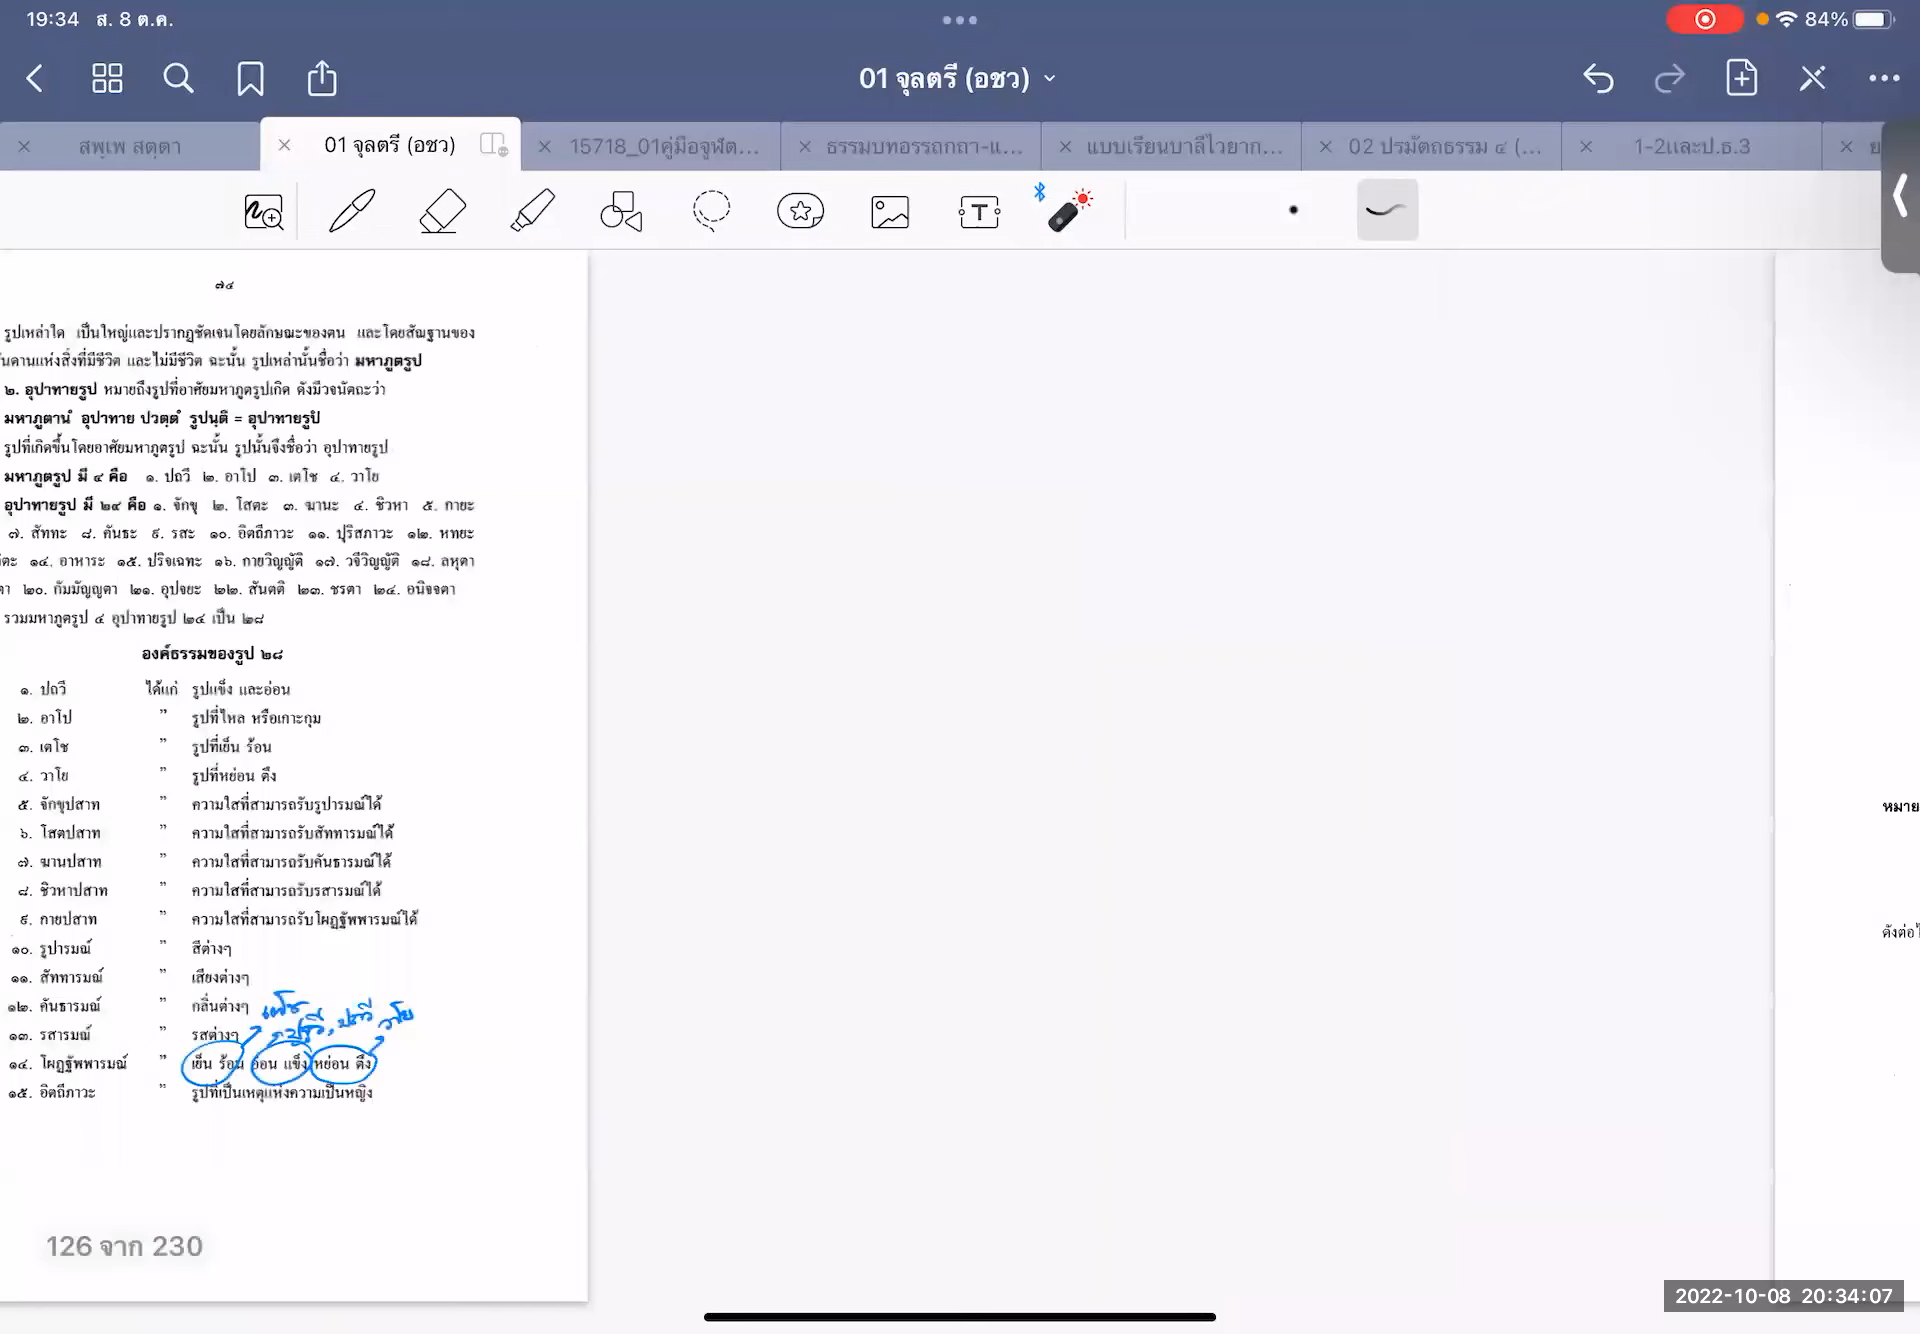 19:34 ส. 8 ต.ค.
84%
01 จุลตรี (อชว)
สพฺเพ สตฺตา
01 จุลตรี (อชว)
15718_01คู่มือจูฬต...
ธรรมบทอรรถกถา-แ...
แบบเรียนบาลีไวยาก...
02 ปรมัตถธรรม ๔ (...
1-2และป.ธ.3
๗๔
รูปเหล่าใด เป็นใหญ่และปรากฏชัดเจนโดยลักษณะของตน และโดยสัณฐานของ
นดานแห่งสิ่งที่มีชีวิต และไม่มีชีวิต ฉะนั้น รูปเหล่านั้นชื่อว่า มหาภูตรูป
๒. อุปาทายรูป หมายถึงรูปที่อาศัยมหาภูตรูปเกิด ดังมีวจนัตถะว่า
มหาภูตานํ อุปาทาย ปวตฺตํ รูปนฺติ = อุปาทายรูปํ
รูปที่เกิดขึ้นโดยอาศัยมหาภูตรูป ฉะนั้น รูปนั้นจึงชื่อว่า อุปาทายรูป
มหาภูตรูป มี ๔ คือ ๑. ปถวี ๒. อาโป ๓. เตโช ๔. วาโย
อุปาทายรูป มี ๒๔ คือ ๑. จักขุ ๒. โสตะ ๓. ฆานะ ๔. ชิวหา ๕. กายะ
๗. สัททะ ๘. คันธะ ๙. รสะ ๑๐. อิตถีภาวะ ๑๑. ปุริสภาวะ ๑๒. หทยะ
ตะ ๑๔. อาหาระ ๑๕. ปริจเฉทะ ๑๖. กายวิญญัติ ๑๗. วจีวิญญัติ ๑๘. ลหุตา
า ๒๐. กัมมัญญตา ๒๑. อุปจยะ ๒๒. สันตติ ๒๓. ชรตา ๒๔. อนิจจตา
รวมมหาภูตรูป ๔ อุปาทายรูป ๒๔ เป็น ๒๘
องค์ธรรมของรูป ๒๘
๑. ปถวี ได้แก่ รูปแข็ง และอ่อน
๒. อาโป " รูปที่ไหล หรือเกาะกุม
๓. เตโช " รูปที่เย็น ร้อน
๔. วาโย " รูปที่หย่อน ตึง
๕. จักขุปสาท " ความใสที่สามารถรับรูปารมณ์ได้
๖. โสตปสาท " ความใสที่สามารถรับสัททารมณ์ได้
๗. ฆานปสาท " ความใสที่สามารถรับคันธารมณ์ได้
๘. ชิวหาปสาท " ความใสที่สามารถรับรสารมณ์ได้
๙. กายปสาท " ความใสที่สามารถรับโผฏฐัพพารมณ์ได้
๑๐. รูปารมณ์ " สีต่างๆ
๑๑. สัททารมณ์ " เสียงต่างๆ
๑๒. คันธารมณ์ " กลิ่นต่างๆ
เตโช
ปถวี วาโย
๑๓. รสารมณ์ " รสต่างๆ
๑๔. โผฏฐัพพารมณ์ " เย็น ร้อน อ่อน แข็ง หย่อน ตึง
๑๕. อิตถีภาวะ " รูปที่เป็นเหตุแห่งความเป็นหญิง
126 จาก 230
หมาย
ดังต่อไ
2022-10-08 20:34:07